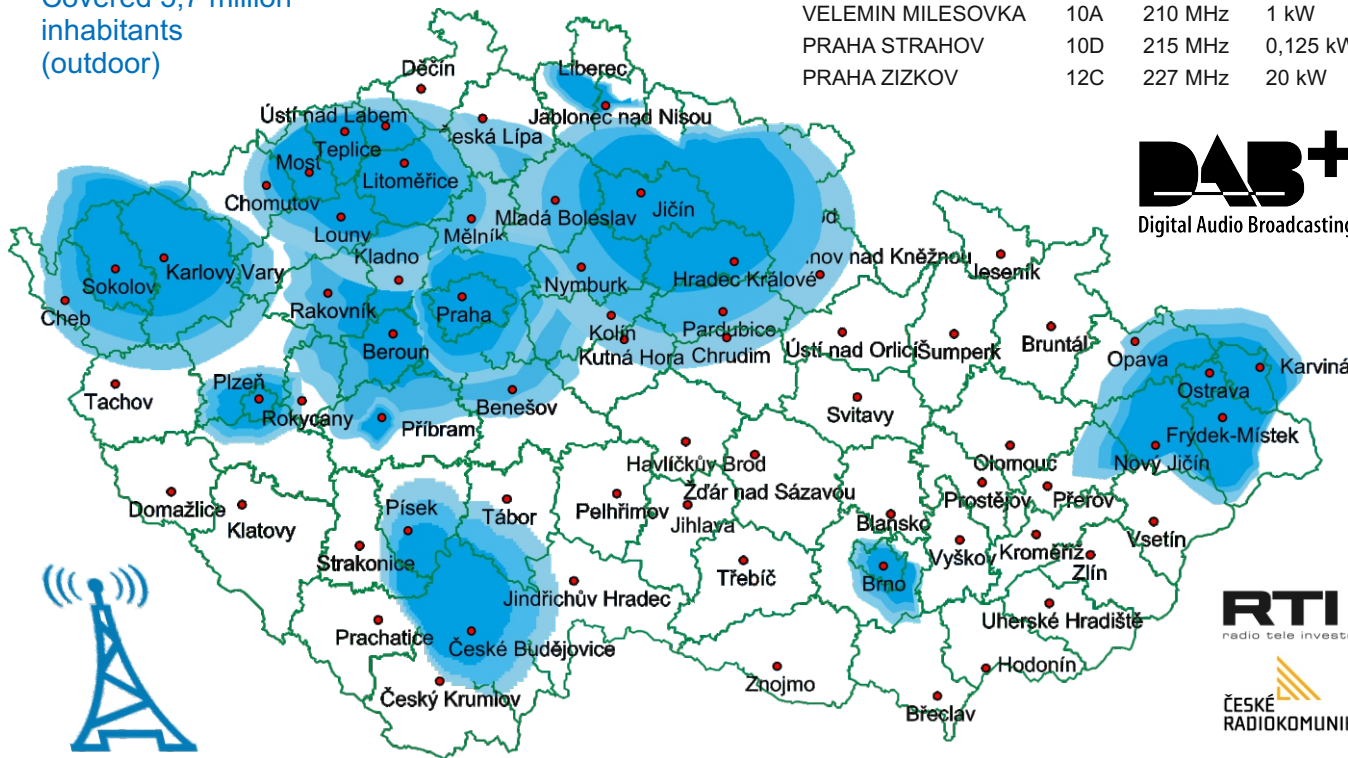 inhabitants
(outdoor)
VELEMIN MILESOVKA 10A 210 MHz 1 kW
PRAHA STRAHOV 10D 215 MHz 0,125 kW
PRAHA ZIZKOV 12C 227 MHz 20 kW
DAB+
Digital Audio Broadcasting
Děčín
Liberec
Ústí nad Labem
Jablonec nad Nisou
Česká Lípa
Teplice
Most
Litoměřice
Chomutov
Mladá Boleslav
Jičín
Louny
Mělník
Kladno
Karlovy Vary
Sokolov
Cheb
Rakovník
Praha
Nymburk
Hradec Králové
nov nad Kněžnou
Jeseník
Beroun
Kolín
Pardubice
Kutná Hora
Chrudim
Ústí nad Orlicí
Šumperk
Bruntál
Opava
Ostrava
Karviná
Tachov
Plzeň
Rokycany
Příbram
Benešov
Svitavy
Frýdek-Místek
Nový Jičín
Havlíčkův Brod
Olomouc
Žďár nad Sázavou
Prostějov
Přerov
Domažlice
Klatovy
Písek
Tábor
Pelhřimov
Jihlava
Blansko
Vyškov
Kroměříž
Vsetín
Zlín
Strakonice
Jindřichův Hradec
Třebíč
Brno
Prachatice
České Budějovice
Uherské Hradiště
Český Krumlov
Znojmo
Hodonín
Břeclav
RTI
radio tele
ČESKÉ